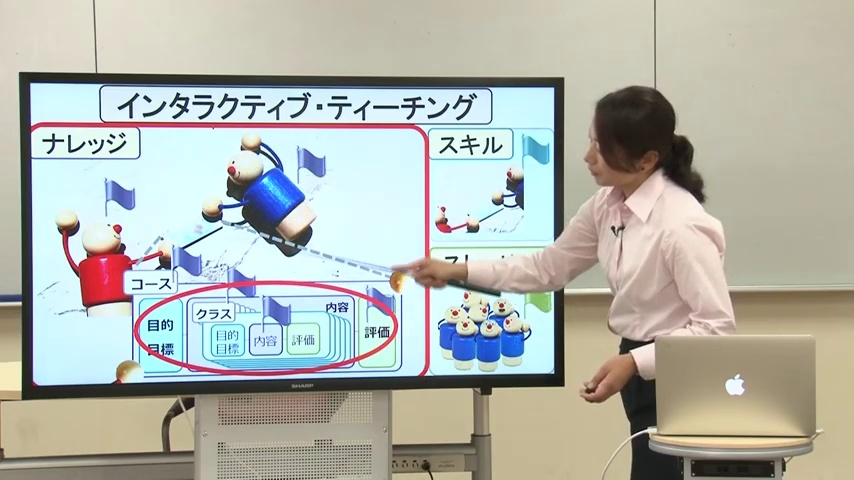 インタラクティブ・ティーチング
ナレッジ
スキル
コース
目的
目標
クラス
内容
目的
目標
内容
評価
評価
SHARP